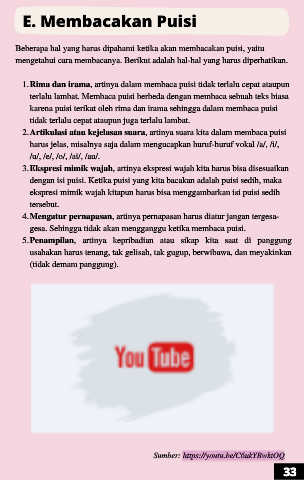 E. Membacakan Puisi
Beberapa hal yang harus dipahami ketika akan membacakan puisi, yaitu
mengetahui cara membacanya. Berikut adalah hal-hal yang harus diperhatikan.
1. Rima dan irama, artinya dalam membaca puisi tidak terlalu cepat ataupun
terlalu lambat. Membaca puisi berbeda dengan membaca sebuah teks biasa
karena puisi terikat oleh rima dan irama sehingga dalam membaca puisi
tidak terlalu cepat ataupun juga terlalu lambat.
2. Artikulasi atau kejelasan suara, artinya suara kita dalam membaca puisi
harus jelas, misalnya saja dalam mengucapkan huruf-huruf vokal /a/, /i/,
/u/, /e/, /o/, /ai/, /au/.
3. Ekspresi mimik wajah, artinya ekspresi wajah kita harus bisa disesuaikan
dengan isi puisi. Ketika puisi yang kita bacakan adalah puisi sedih, maka
ekspresi mimik wajah kitapun harus bisa menggambarkan isi puisi sedih
tersebut.
4. Mengatur pernapasan, artinya pernapasan harus diatur jangan tergesa-
gesa. Sehingga tidak akan mengganggu ketika membaca puisi.
5. Penampilan, artinya kepribadian atau sikap kita saat di panggung
usahakan harus tenang, tak gelisah, tak gugup, berwibawa, dan meyakinkan
(tidak demam panggung).
You Tube
Sumber:
33